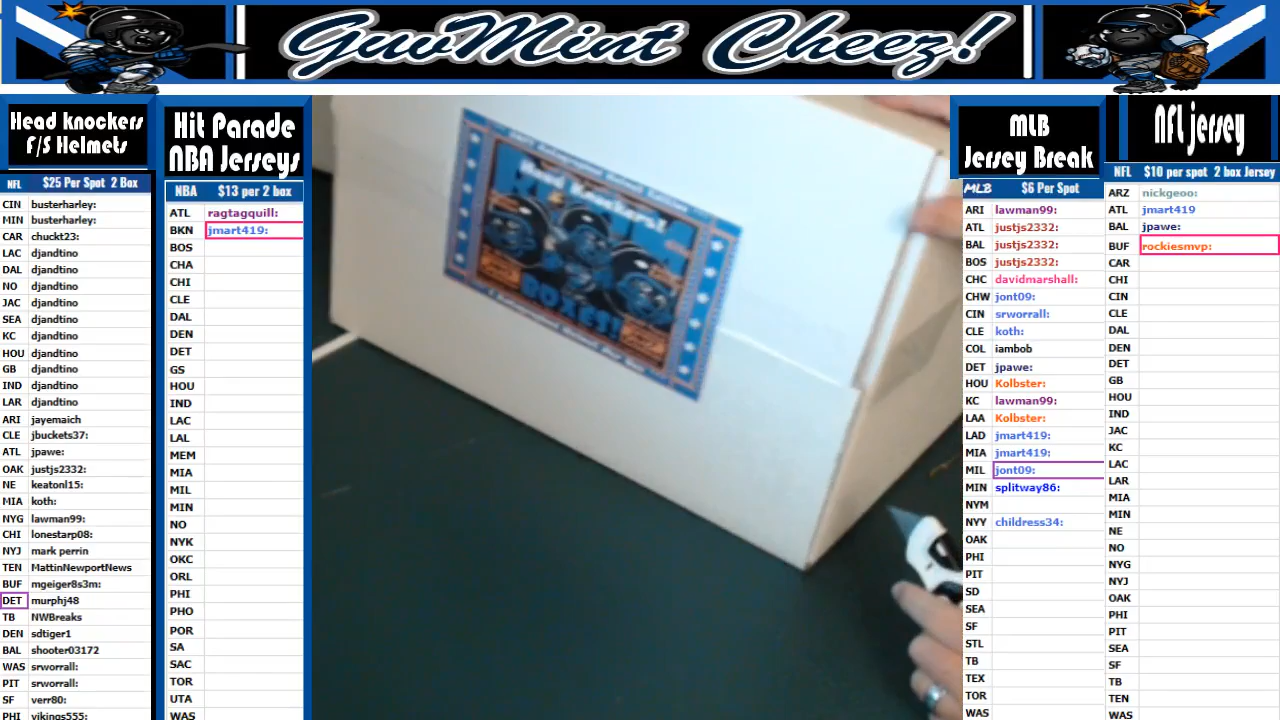 GuvMint Cheez!
Head knockers
F/S Helmets
NFL $25 Per Spot 2 Box
CIN busterharley:
MIN busterharley:
CAR chuckt23:
LAC djandtino
DAL djandtino
NO djandtino
JAC djandtino
SEA djandtino
KC djandtino
HOU djandtino
GB djandtino
IND djandtino
LAR djandtino
ARI jayemaich
CLE jbuckets37:
ATL jpawe:
OAK justjs2332:
NE keatonl15:
MIA koth:
NYG lawman99:
CHI lonestarp08:
NYJ mark perrin
TEN MattinNewportNews
BUF mgeiger8s3m:
DET murphj48
TB NWBreaks
DEN sdtiger1
BAL shooter03172
WAS srworrall:
PIT srworrall:
SF verr80:
PHI vikings555:
Hit Parade
NBA Jerseys
NBA $13 per 2 box
ATL ragtagquill:
BKN jmart419:
BOS
CHA
CHI
CLE
DAL
DEN
DET
GS
HOU
IND
LAC
LAL
MEM
MIA
MIL
MIN
NO
NYK
OKC
ORL
PHI
PHO
POR
SA
SAC
TOR
UTA
WAS
Head Knockers!
BOXES!
MLB
Jersey Break
MLB $6 Per Spot
ARI lawman99:
ATL justjs2332:
BAL justjs2332:
BOS justjs2332:
CHC davidmarshall:
CHW jont09:
CIN srworrall:
CLE koth:
COL iambob
DET jpawe:
HOU Kolbster:
KC lawman99:
LAA Kolbster:
LAD jmart419:
MIA jmart419:
MIL jont09:
MIN splitway86:
NYM
NYY childress34:
OAK
PHI
PIT
SD
SEA
SF
STL
TB
TEX
TOR
WAS
NFL jersey
NFL $10 per spot 2 box Jersey
ARZ nickgeoo:
ATL jmart419
BAL jpawe:
BUF rockiesmvp:
CAR
CHI
CIN
CLE
DAL
DEN
DET
GB
HOU
IND
JAC
KC
LAC
LAR
MIA
MIN
NE
NO
NYG
NYJ
OAK
PHI
PIT
SEA
SF
TB
TEN
WAS